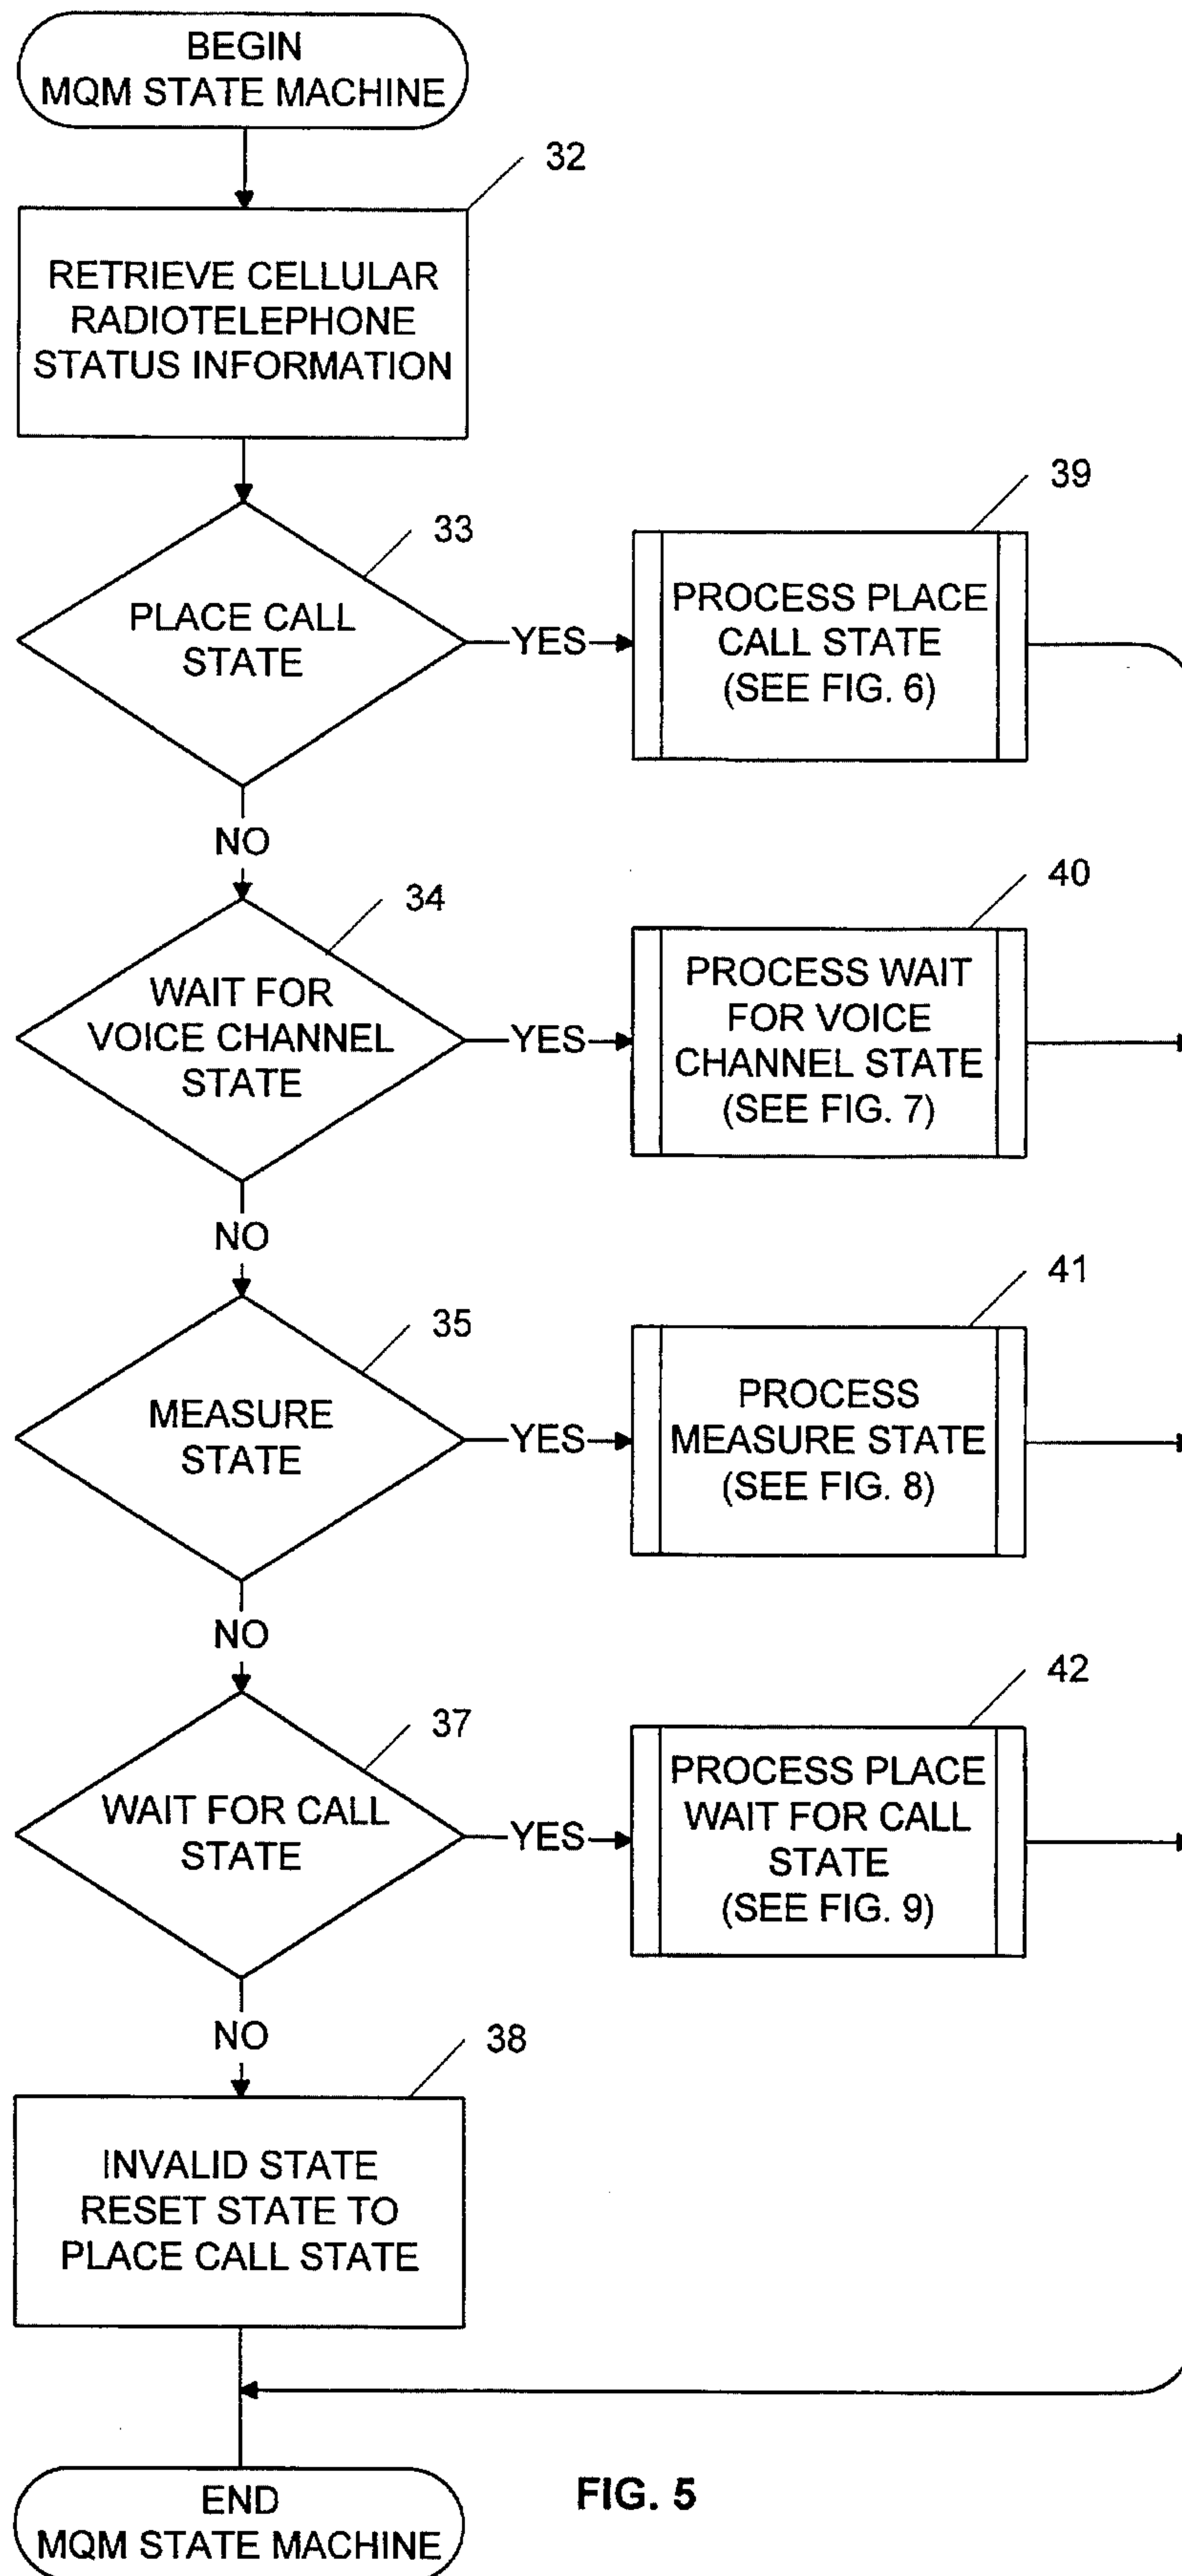 BEGIN
MQM STATE MACHINE
32
RETRIEVE CELLULAR
RADIOTELEPHONE
STATUS INFORMATION
33
PLACE CALL
STATE
YES
39
PROCESS PLACE
CALL STATE
(SEE FIG. 6)
NO
34
WAIT FOR
VOICE CHANNEL
STATE
YES
40
PROCESS WAIT
FOR VOICE
CHANNEL STATE
(SEE FIG. 7)
NO
35
MEASURE
STATE
YES
41
PROCESS
MEASURE STATE
(SEE FIG. 8)
NO
37
WAIT FOR CALL
STATE
YES
42
PROCESS PLACE
WAIT FOR CALL
STATE
(SEE FIG. 9)
NO
38
INVALID STATE
RESET STATE TO
PLACE CALL STATE
END
MQM STATE MACHINE
FIG. 5